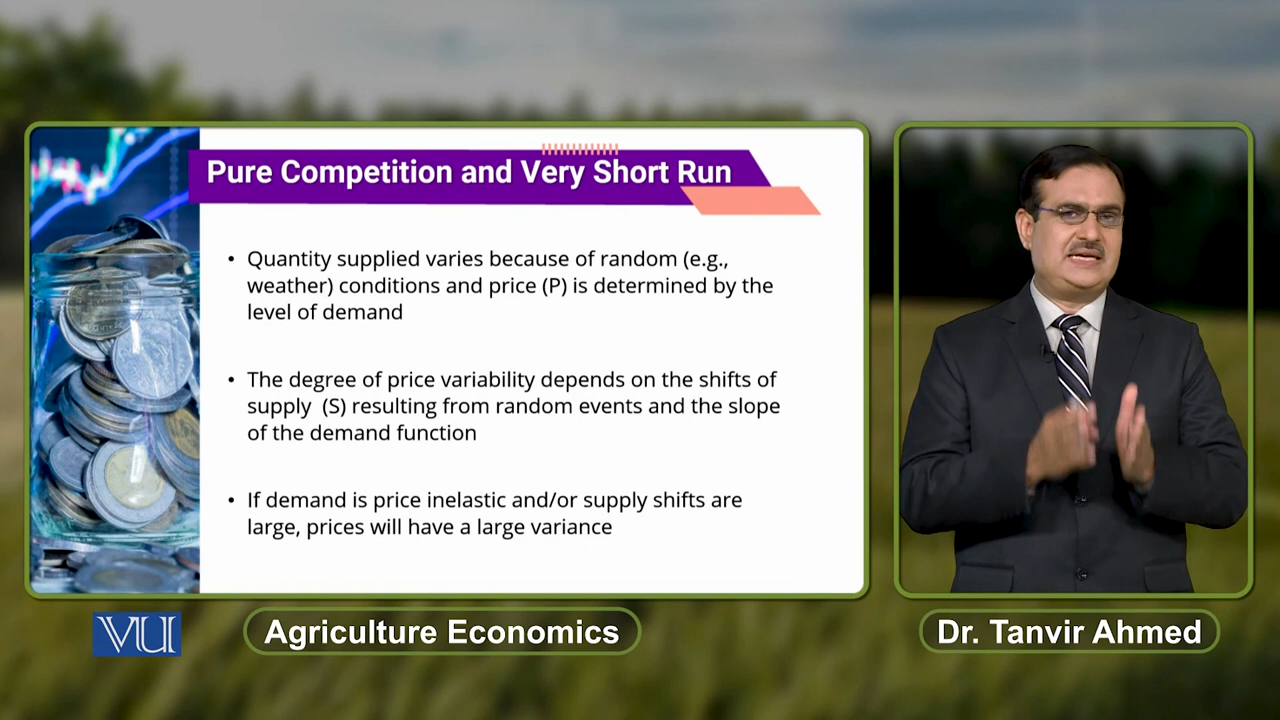 Pure Competition and Very Short Run
• Quantity supplied varies because of random (e.g.,
weather) conditions and price (P) is determined by the
level of demand
• The degree of price variability depends on the shifts of
supply (S) resulting from random events and the slope
of the demand function
• If demand is price inelastic and/or supply shifts are
large, prices will have a large variance
VU
Agriculture Economics
Dr. Tanvir Ahmed